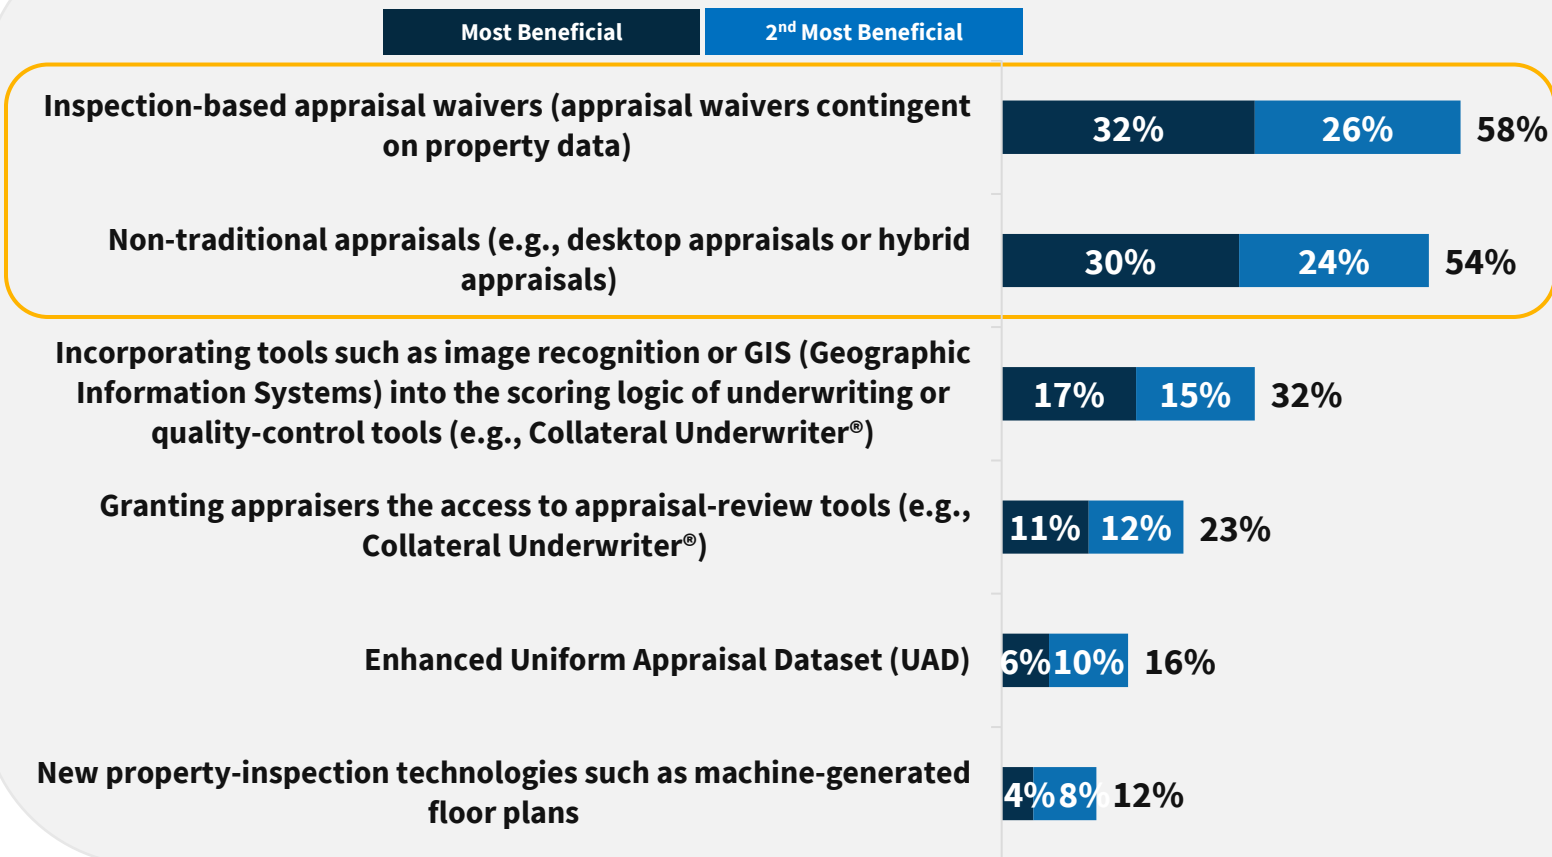 Most Beneficial
2nd Most Beneficial
Inspection-based appraisal waivers (appraisal waivers contingent
on property data)
32% 26% 58%
Non-traditional appraisals (e.g., desktop appraisals or hybrid
appraisals)
30% 24% 54%
Incorporating tools such as image recognition or GIS (Geographic
Information Systems) into the scoring logic of underwriting or
quality-control tools (e.g., Collateral Underwriter®)
17% 15% 32%
Granting appraisers the access to appraisal-review tools (e.g.,
Collateral Underwriter®)
11% 12% 23%
Enhanced Uniform Appraisal Dataset (UAD)
6% 10% 16%
New property-inspection technologies such as machine-generated
floor plans
4% 8% 12%